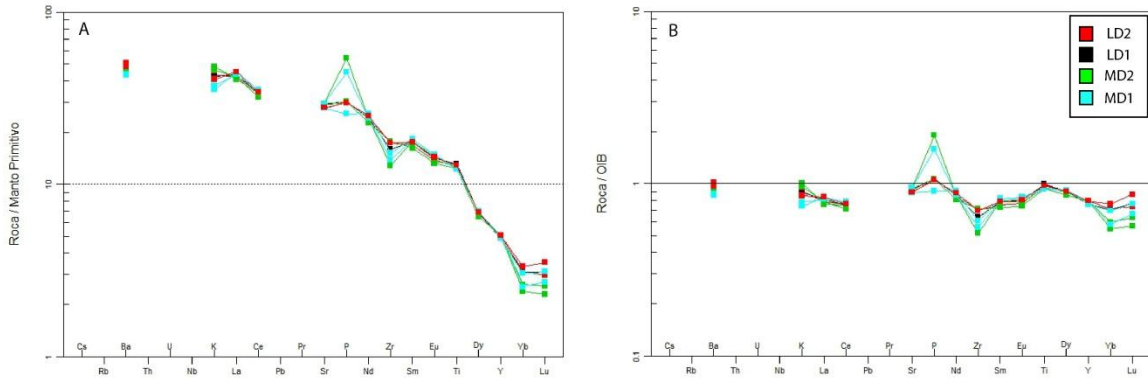 A
Roca / Manto Primitivo
100
10
1
Cs Ba U K Ce Pr P Zr Eu Dy Yb
Rb Th Nb La Pb Sr Nd Sm Ti Y Lu
B
Roca / OIB
10
1
0.1
LD2
LD1
MD2
MD1
Cs Ba U K Ce Pr P Zr Eu Dy Yb
Rb Th Nb La Pb Sr Nd Sm Ti Y Lu